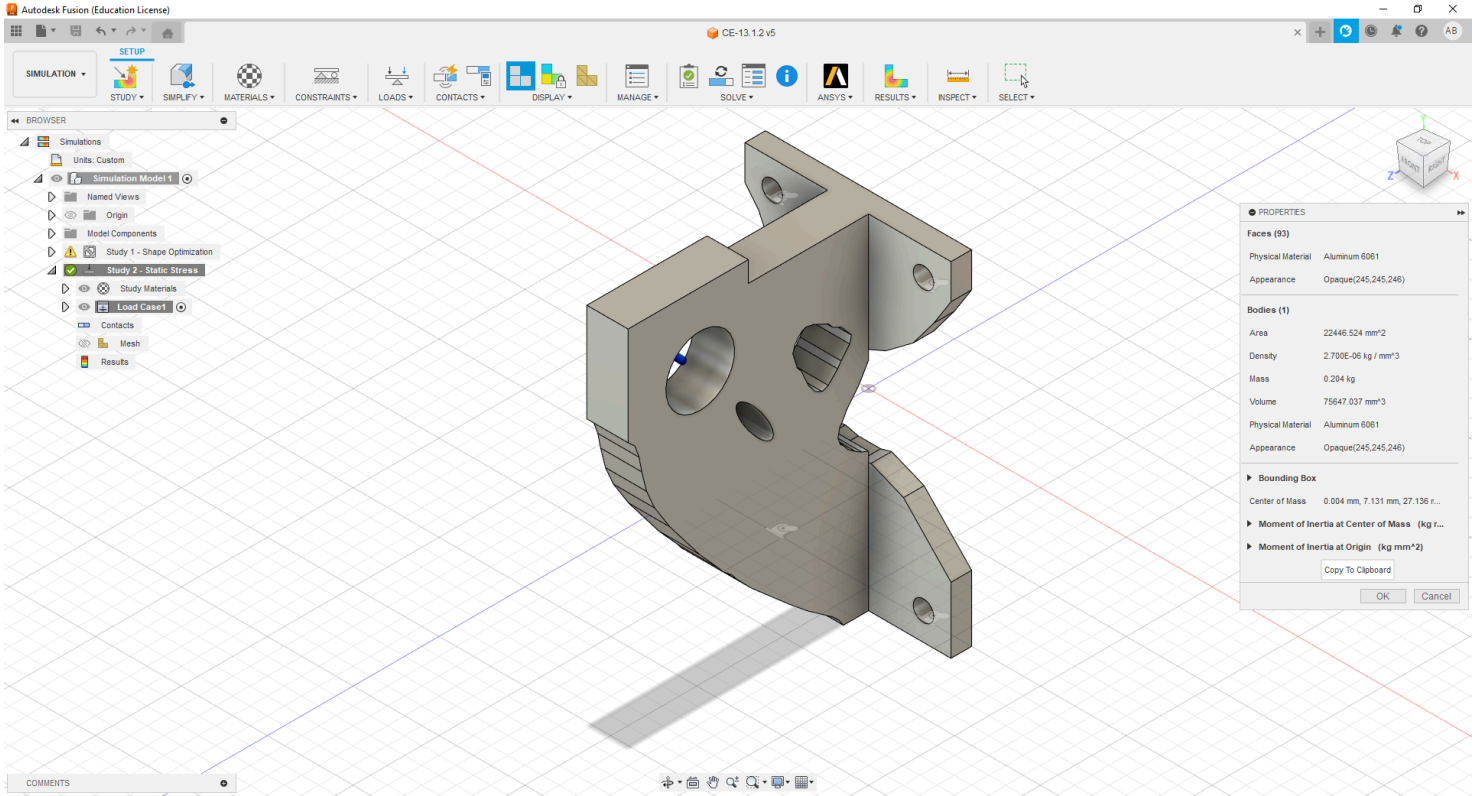 Autodesk Fusion (Education License)
CE-13.1.2 v5
AB
SETUP
SIMULATION
STUDY
SIMPLIFY
MATERIALS
CONSTRAINTS
LOADS
CONTACTS
DISPLAY
MANAGE
SOLVE
ANSYS
RESULTS
INSPECT
SELECT
BROWSER
Simulations
Units: Custom
Simulation Model 1
Named Views
Origin
Model Components
Study 1 - Shape Optimization
Study 2 - Static Stress
Study Materials
Load Case1
Contacts
Mesh
Results
Y
TOP
FRONT
RIGHT
Z
X
PROPERTIES
Faces (93)
Physical Material Aluminum 6061
Appearance Opaque(245,245,246)
Bodies (1)
Area 22446.524 mm^2
Density 2.700E-06 kg / mm^3
Mass 0.204 kg
Volume 75647.037 mm^3
Physical Material Aluminum 6061
Appearance Opaque(245,245,246)
Bounding Box
Center of Mass 0.004 mm, 7.131 mm, 27.136 r...
Moment of Inertia at Center of Mass (kg r...
Moment of Inertia at Origin (kg mm^2)
Copy To Clipboard
OK Cancel
COMMENTS